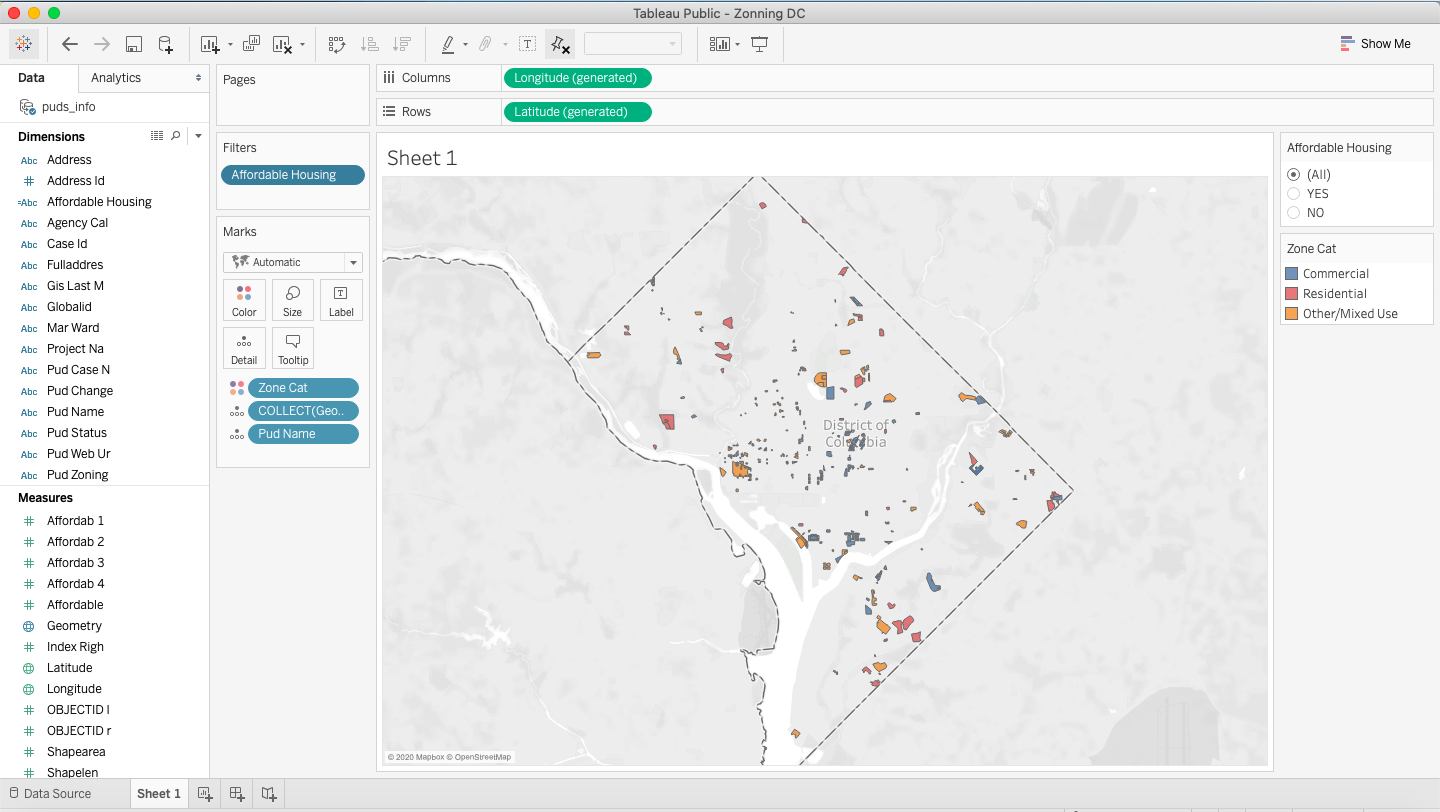 Tableau Public - Zonning DC
Show Me
Data
Analytics
puds_info
Dimensions
Abc Address
Address Id
=Abc Affordable Housing
Abc Agency Cal
Abc Case Id
Abc Fulladdres
Abc Gis Last M
Abc Globalid
Abc Mar Ward
Abc Project Na
Abc Pud Case N
Abc Pud Change
Abc Pud Name
Abc Pud Status
Abc Pud Web Ur
Abc Pud Zoning
Measures
Affordab 1
Affordab 2
Affordab 3
Affordab 4
Affordable
Geometry
Index Righ
Latitude
Longitude
OBJECTID l
OBJECTID r
Shapearea
Shapelen
Pages
Filters
Affordable Housing
Marks
Automatic
Color
Size
T
Label
Detail
Tooltip
Zone Cat
COLLECT(Geo..
Pud Name
Columns
Longitude (generated)
Rows
Latitude (generated)
Sheet 1
District of
Columbia
© 2020 Mapbox © OpenStreetMap
Affordable Housing
(All)
YES
NO
Zone Cat
Commercial
Residential
Other/Mixed Use
Data Source
Sheet 1